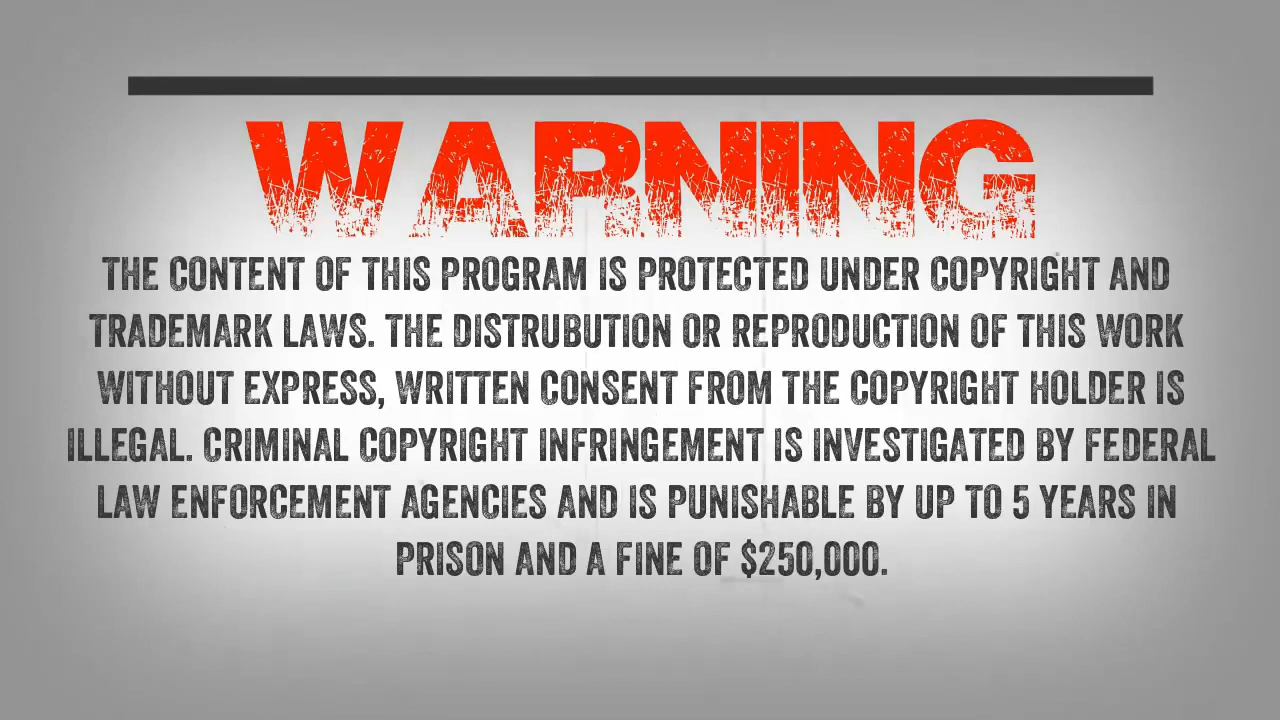 WARNING
THE CONTENT OF THIS PROGRAM IS PROTECTED UNDER COPYRIGHT AND
TRADEMARK LAWS. THE DISTRUBUTION OR REPRODUCTION OF THIS WORK
WITHOUT EXPRESS, WRITTEN CONSENT FROM THE COPYRIGHT HOLDER IS
ILLEGAL. CRIMINAL COPYRIGHT INFRINGEMENT IS INVESTIGATED BY FEDERAL
LAW ENFORCEMENT AGENCIES AND IS PUNISHABLE BY UP TO 5 YEARS IN
PRISON AND A FINE OF $250,000.